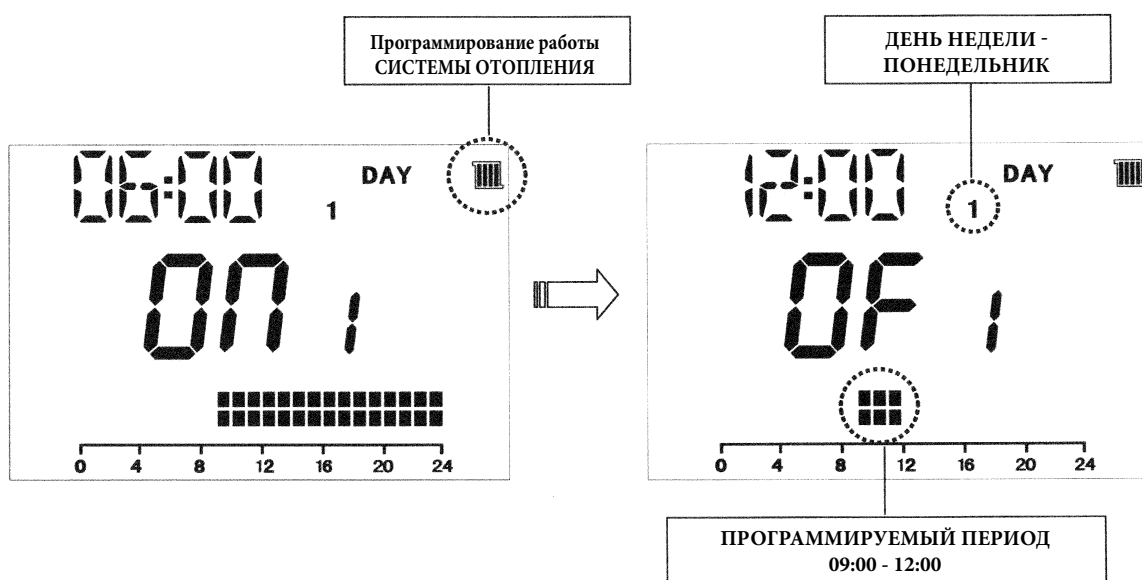 Программирование работы
СИСТЕМЫ ОТОПЛЕНИЯ
ДЕНЬ НЕДЕЛИ -
ПОНЕДЕЛЬНИК
06:00 DAY
1
ON 1
0 4 8 12 16 20 24
12:00 DAY
1
OF 1
0 4 8 12 16 20 24
ПРОГРАММИРУЕМЫЙ ПЕРИОД
09:00 - 12:00